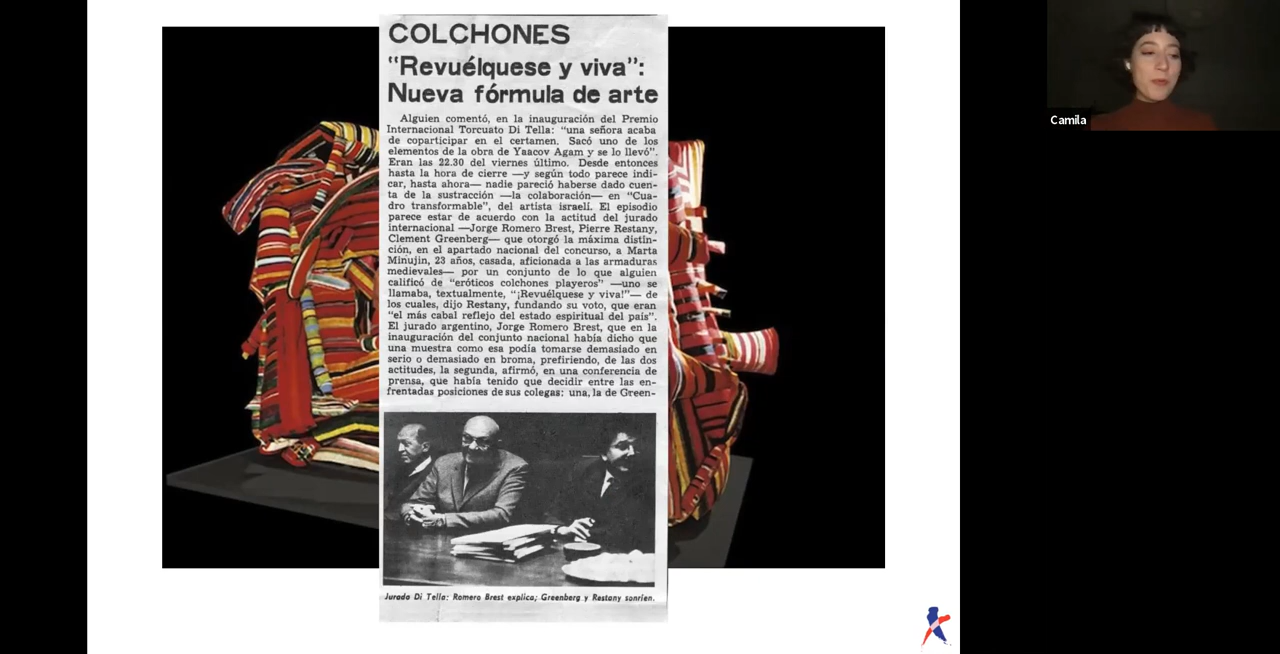 COLCHONES
"Revuélquese y viva":
Nueva fórmula de arte
Alguien comentó, en la inauguración del Premio
Internacional Torcuato Di Tella: "una señora acaba
de coparticipar en el certamen. Sacó uno de los
elementos de la obra de Yaacov Agam y se lo llevó".
Eran las 22.30 del viernes último. Desde entonces
hasta la hora de cierre —y según todo parece indi-
car, hasta ahora— nadie pareció haberse dado cuen-
ta de la sustracción —la colaboración— en "Cua-
dro transformable", del artista israelí. El episodio
parece estar de acuerdo con la actitud del jurado
internacional —Jorge Romero Brest, Pierre Restany,
Clement Greenberg— que otorgó la máxima distin-
ción, en el apartado nacional del concurso, a Marta
Minujin, 23 años, casada, aficionada a las armaduras
medievales— por un conjunto de lo que alguien
calificó de "eróticos colchones playeros" —uno se
llamaba, textualmente, "¡Revuélquese y viva!"— de
los cuales, dijo Restany, fundando su voto, que eran
"el más cabal reflejo del estado espiritual del país".
El jurado argentino, Jorge Romero Brest, que en la
inauguración del conjunto nacional había dicho que
una muestra como esa podía tomarse demasiado en
serio o demasiado en broma, prefiriendo, de las dos
actitudes, la segunda, afirmó, en una conferencia de
prensa, que había tenido que decidir entre las en-
frentadas posiciones de sus colegas: una, la de Green-
Jurado Di Tella: Romero Brest explica; Greenberg y Restany sonríen.
Camila